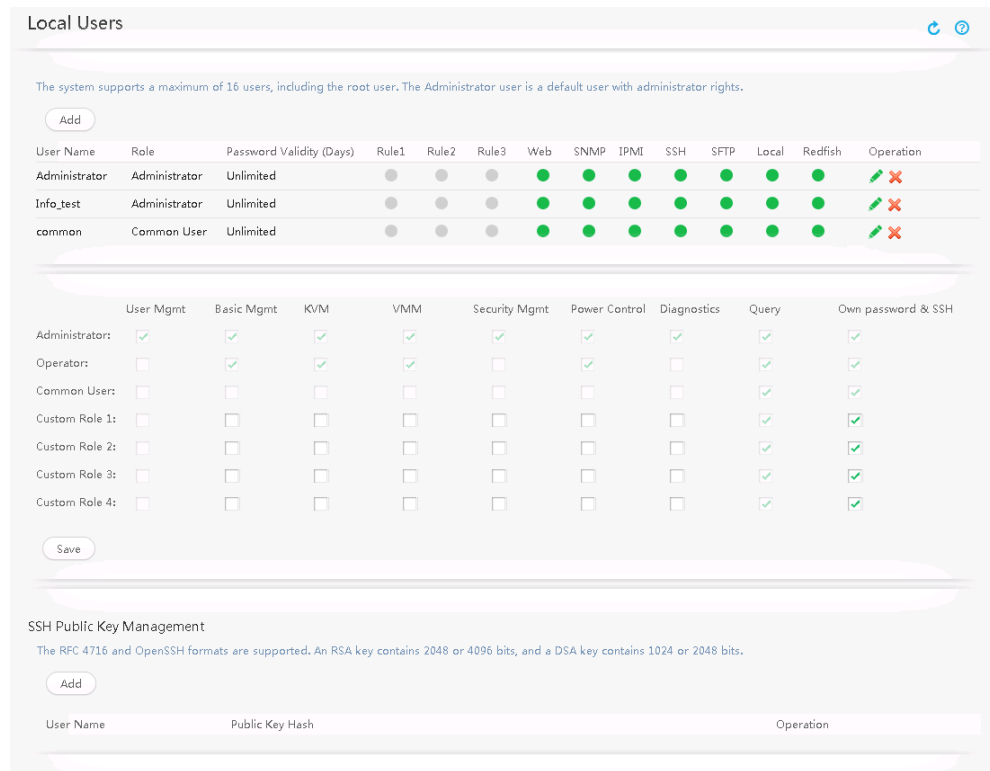 Local Users
The system supports a maximum of 16 users, including the root user. The Administrator user is a default user with administrator rights.
Add
User Name Role Password Validity (Days) Rule1 Rule2 Rule3 Web SNMP IPMI SSH SFTP Local Redfish Operation
Administrator Administrator Unlimited
Info_test Administrator Unlimited
common Common User Unlimited
User Mgmt Basic Mgmt KVM VMM Security Mgmt Power Control Diagnostics Query Own password & SSH
Administrator:
Operator:
Common User:
Custom Role 1:
Custom Role 2:
Custom Role 3:
Custom Role 4:
Save
SSH Public Key Management
The RFC 4716 and OpenSSH formats are supported. An RSA key contains 2048 or 4096 bits, and a DSA key contains 1024 or 2048 bits.
Add
User Name Public Key Hash Operation